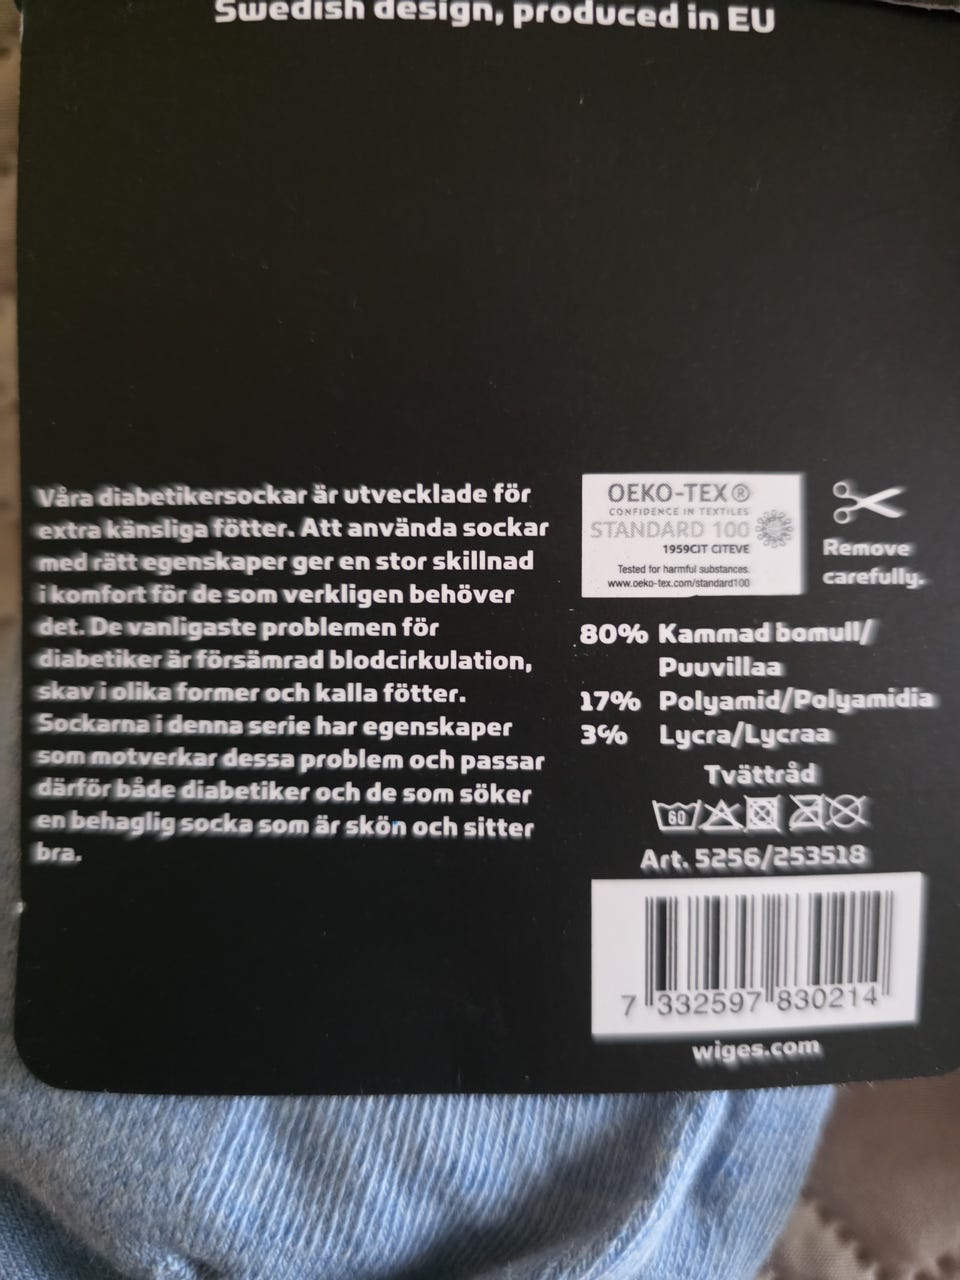 Swedish design, produced in EU
Våra diabetikersockar är utvecklade för
extra känsliga fötter. Att använda sockar
med rätt egenskaper ger en stor skillnad
i komfort för de som verkligen behöver
det. De vanligaste problemen för
diabetiker är försämrad blodcirkulation,
skav i olika former och kalla fötter.
Sockarna i denna serie har egenskaper
som motverkar dessa problem och passar
därför både diabetiker och de som söker
en behaglig socka som är skön och sitter
bra.
OEKO-TEX®
CONFIDENCE IN TEXTILES
STANDARD 100
1959CIT CITEVE
Tested for harmful substances.
www.oeko-tex.com/standard100
Remove
carefully.
80% Kammad bomull/
Puuvillaa
17% Polyamid/Polyamidia
3% Lycra/Lycraa
Tvättråd
60
Art. 5256/253518
7 332597 830214
wiges.com